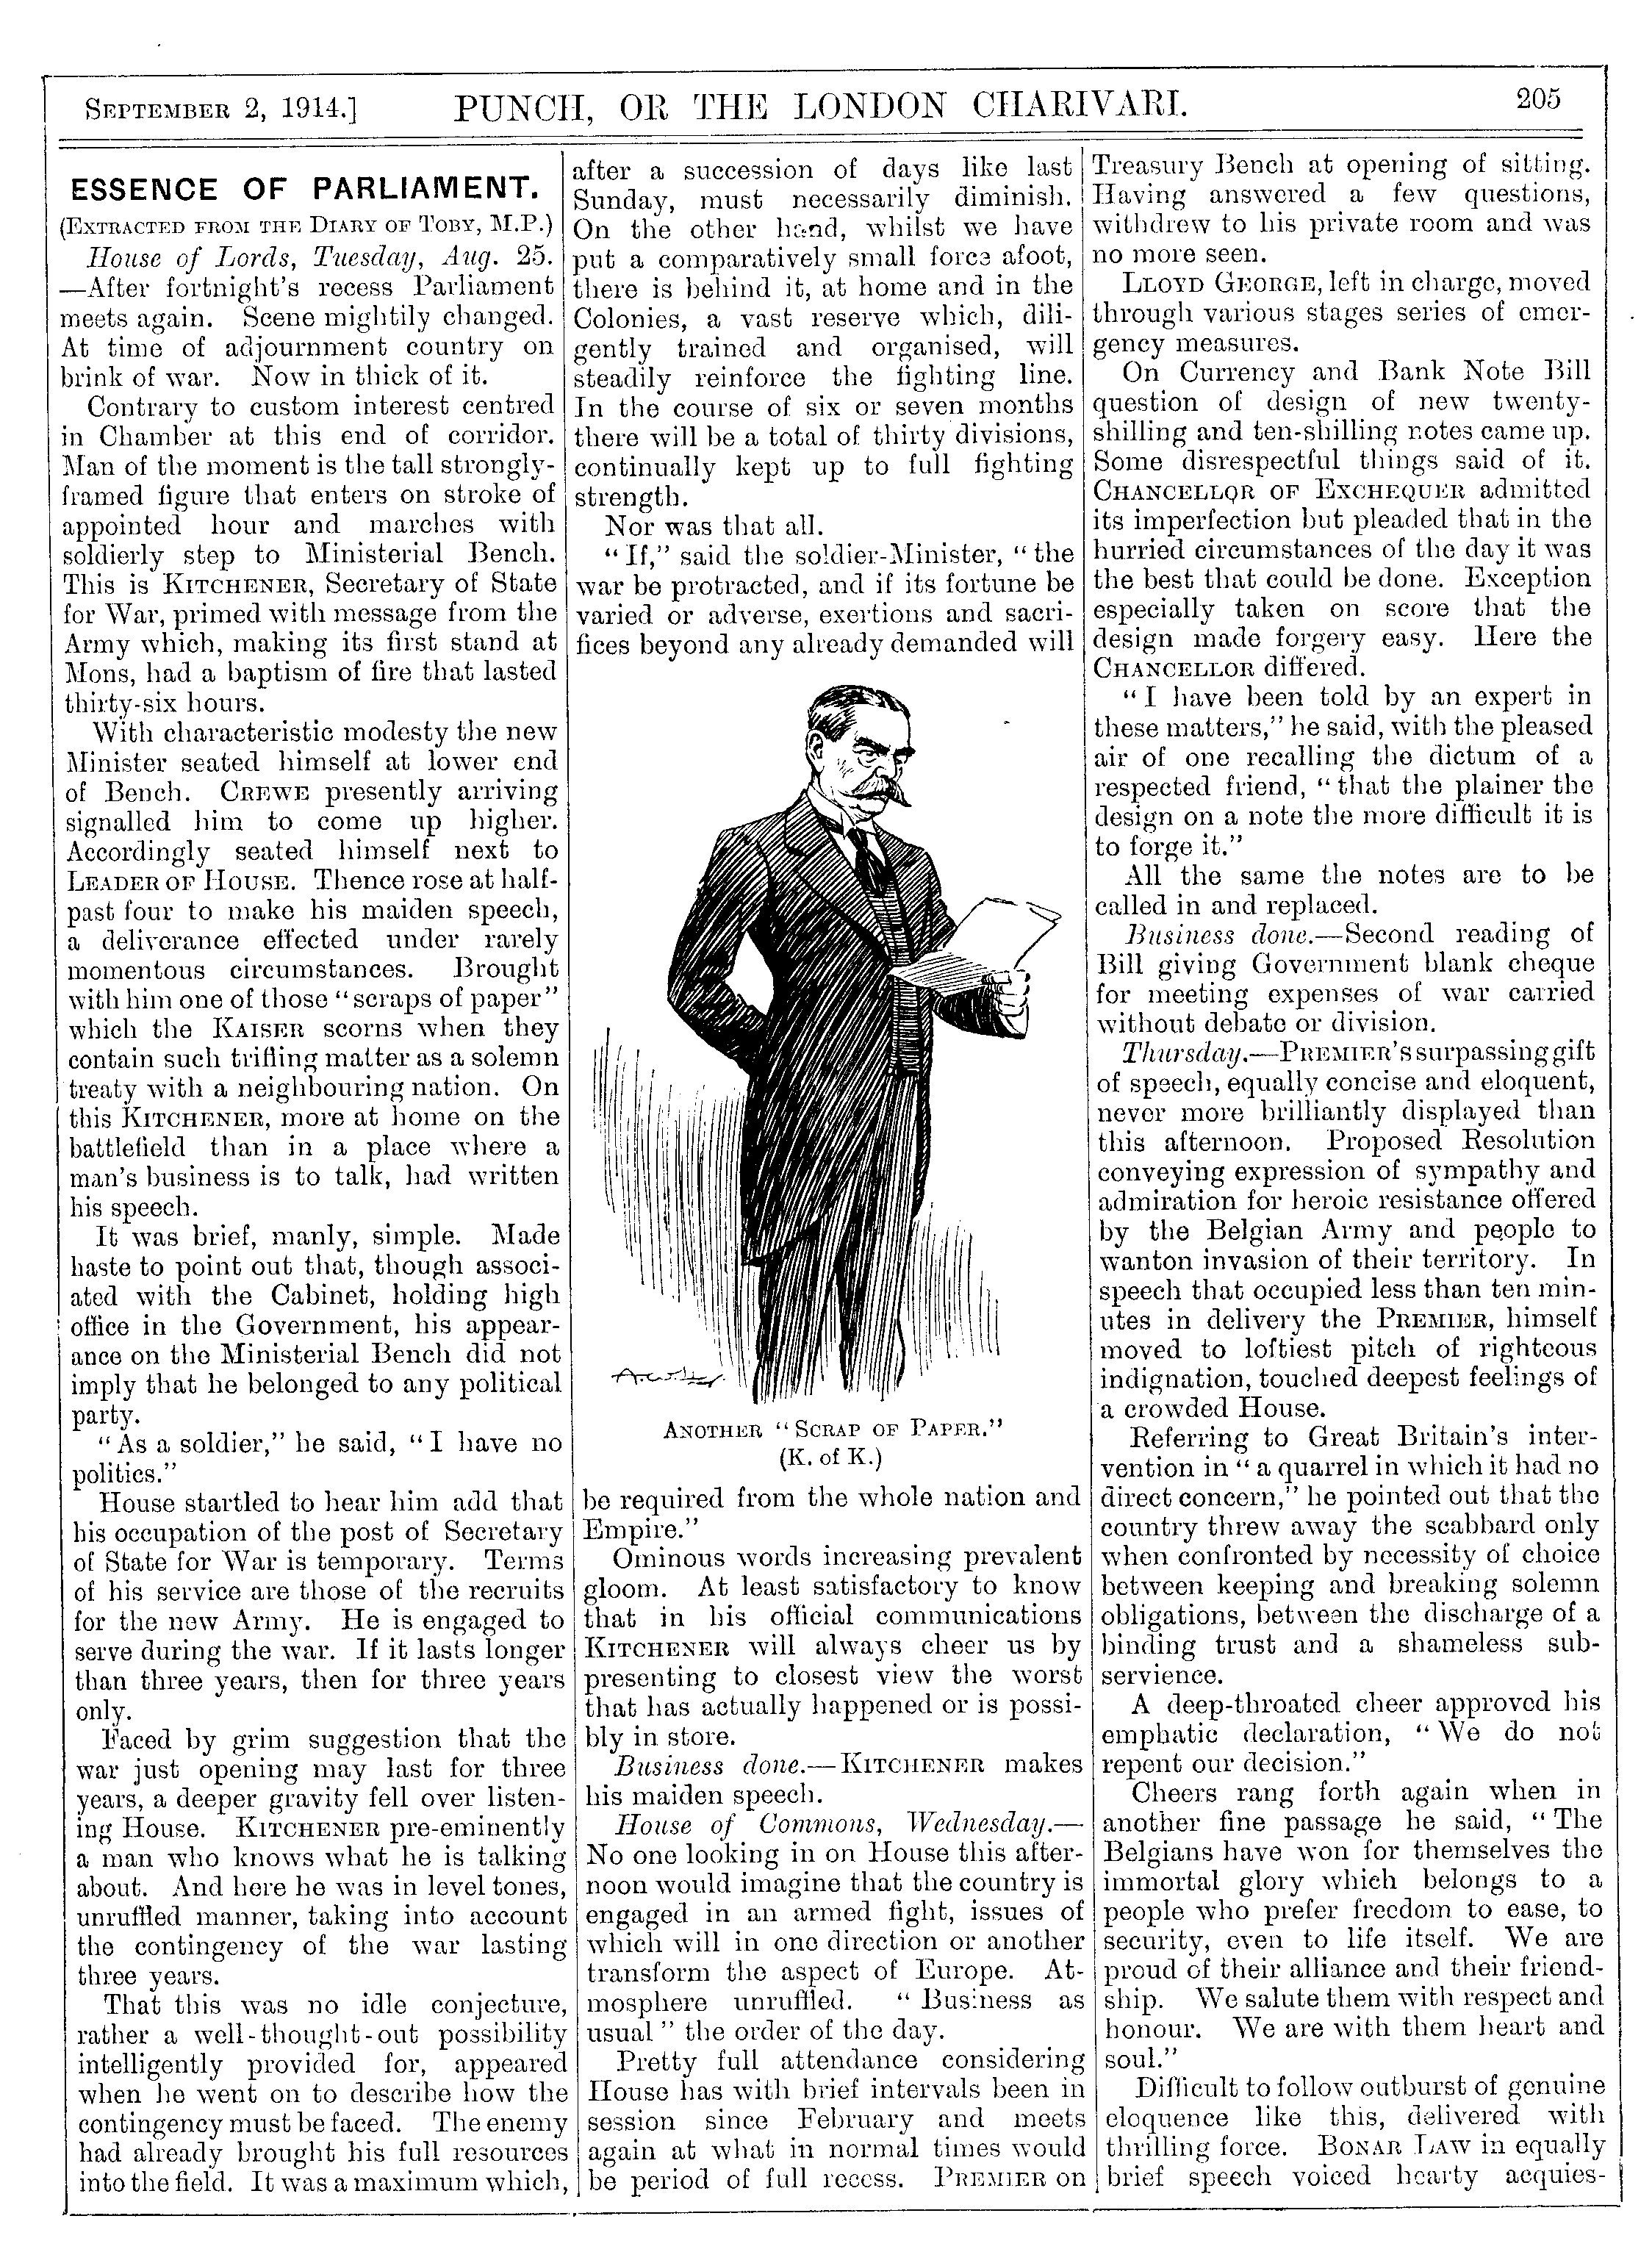 SEPTEMBER 2, 1914.] PUNCH, OR THE LONDON CHARIVARI. 205
ESSENCE OF PARLIAMENT.
(EXTRACTED FROM THE DIARY OF TOBY, M.P.)
House of Lords, Tuesday, Aug. 25.
—After fortnight's recess Parliament
meets again. Scene mightily changed.
At time of adjournment country on
brink of war. Now in thick of it.
Contrary to custom interest centred
in Chamber at this end of corridor.
Man of the moment is the tall strongly-
framed figure that enters on stroke of
appointed hour and marches with
soldierly step to Ministerial Bench.
This is KITCHENER, Secretary of State
for War, primed with message from the
Army which, making its first stand at
Mons, had a baptism of fire that lasted
thirty-six hours.
With characteristic modesty the new
Minister seated himself at lower end
of Bench. CREWE presently arriving
signalled him to come up higher.
Accordingly seated himself next to
LEADER OF HOUSE. Thence rose at half-
past four to make his maiden speech,
a deliverance effected under rarely
momentous circumstances. Brought
with him one of those "scraps of paper"
which the KAISER scorns when they
contain such trifling matter as a solemn
treaty with a neighbouring nation. On
this KITCHENER, more at home on the
battlefield than in a place where a
man's business is to talk, had written
his speech.
It was brief, manly, simple. Made
haste to point out that, though associ-
ated with the Cabinet, holding high
office in the Government, his appear-
ance on the Ministerial Bench did not
imply that he belonged to any political
party.
"As a soldier," he said, "I have no
politics."
House startled to hear him add that
his occupation of the post of Secretary
of State for War is temporary. Terms
of his service are those of the recruits
for the new Army. He is engaged to
serve during the war. If it lasts longer
than three years, then for three years
only.
Faced by grim suggestion that the
war just opening may last for three
years, a deeper gravity fell over listen-
ing House. KITCHENER pre-eminently
a man who knows what he is talking
about. And here he was in level tones,
unruffled manner, taking into account
the contingency of the war lasting
three years.
That this was no idle conjecture,
rather a well-thought-out possibility
intelligently provided for, appeared
when he went on to describe how the
contingency must be faced. The enemy
had already brought his full resources
into the field. It was a maximum which,
after a succession of days like last
Sunday, must necessarily diminish.
On the other hand, whilst we have
put a comparatively small force afoot,
there is behind it, at home and in the
Colonies, a vast reserve which, dili-
gently trained and organised, will
steadily reinforce the fighting line.
In the course of six or seven months
there will be a total of thirty divisions,
continually kept up to full fighting
strength.
Nor was that all.
"If," said the soldier-Minister, "the
war be protracted, and if its fortune be
varied or adverse, exertions and sacri-
fices beyond any already demanded will
ANOTHER "SCRAP OF PAPER."
(K. of K.)
be required from the whole nation and
Empire."
Ominous words increasing prevalent
gloom. At least satisfactory to know
that in his official communications
KITCHENER will always cheer us by
presenting to closest view the worst
that has actually happened or is possi-
bly in store.
Business done.—KITCHENER makes
his maiden speech.
House of Commons, Wednesday.—
No one looking in on House this after-
noon would imagine that the country is
engaged in an armed fight, issues of
which will in one direction or another
transform the aspect of Europe. At-
mosphere unruffled. "Business as
usual" the order of the day.
Pretty full attendance considering
House has with brief intervals been in
session since February and meets
again at what in normal times would
be period of full recess. PREMIER on
Treasury Bench at opening of sitting.
Having answered a few questions,
withdrew to his private room and was
no more seen.
LLOYD GEORGE, left in charge, moved
through various stages series of emer-
gency measures.
On Currency and Bank Note Bill
question of design of new twenty-
shilling and ten-shilling notes came up.
Some disrespectful things said of it.
CHANCELLOR OF EXCHEQUER admitted
its imperfection but pleaded that in the
hurried circumstances of the day it was
the best that could be done. Exception
especially taken on score that the
design made forgery easy. Here the
CHANCELLOR differed.
"I have been told by an expert in
these matters," he said, with the pleased
air of one recalling the dictum of a
respected friend, "that the plainer the
design on a note the more difficult it is
to forge it."
All the same the notes are to be
called in and replaced.
Business done.—Second reading of
Bill giving Government blank cheque
for meeting expenses of war carried
without debate or division.
Thursday.—PREMIER's surpassing gift
of speech, equally concise and eloquent,
never more brilliantly displayed than
this afternoon. Proposed Resolution
conveying expression of sympathy and
admiration for heroic resistance offered
by the Belgian Army and people to
wanton invasion of their territory. In
speech that occupied less than ten min-
utes in delivery the PREMIER, himself
moved to loftiest pitch of righteous
indignation, touched deepest feelings of
a crowded House.
Referring to Great Britain's inter-
vention in "a quarrel in which it had no
direct concern," he pointed out that the
country threw away the scabbard only
when confronted by necessity of choice
between keeping and breaking solemn
obligations, between the discharge of a
binding trust and a shameless sub-
servience.
A deep-throated cheer approved his
emphatic declaration, "We do not
repent our decision."
Cheers rang forth again when in
another fine passage he said, "The
Belgians have won for themselves the
immortal glory which belongs to a
people who prefer freedom to ease, to
security, even to life itself. We are
proud of their alliance and their friend-
ship. We salute them with respect and
honour. We are with them heart and
soul."
Difficult to follow outburst of genuine
eloquence like this, delivered with
thrilling force. BONAR LAW in equally
brief speech voiced hearty acquies-